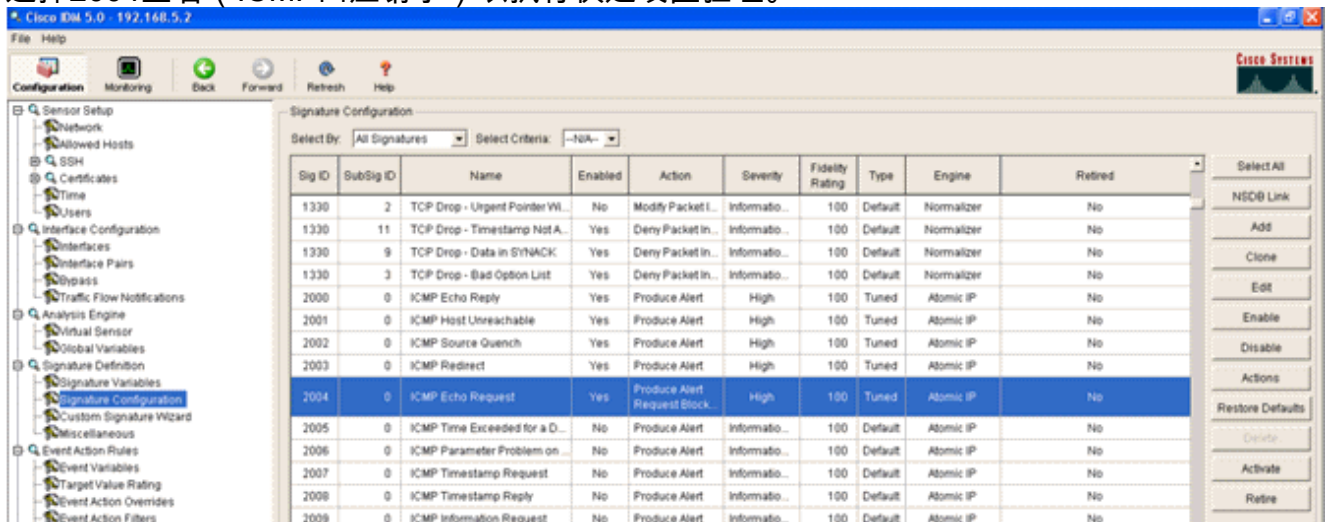 Cisco IDM 5.0 - 192.168.5.2
File Help
Configuration Monitoring Back Forward Refresh Help
CISCO SYSTEMS
Sensor Setup
Network
Allowed Hosts
SSH
Certificates
Time
Users
Interface Configuration
Interfaces
Interface Pairs
Bypass
Traffic Flow Notifications
Analysis Engine
Virtual Sensor
Global Variables
Signature Definition
Signature Variables
Signature Configuration
Custom Signature Wizard
Miscellaneous
Event Action Rules
Event Variables
Target Value Rating
Event Action Overrides
Event Action Filters
Signature Configuration
Select By: All Signatures Select Criteria: --N/A--
Sig ID SubSig ID Name Enabled Action Severity Fidelity Rating Type Engine Retired
1330 2 TCP Drop - Urgent Pointer Wi... No Modify Packet I... Informatio... 100 Default Normalizer No
1330 11 TCP Drop - Timestamp Not A... Yes Deny Packet In... Informatio... 100 Default Normalizer No
1330 9 TCP Drop - Data in SYNACK Yes Deny Packet In... Informatio... 100 Default Normalizer No
1330 3 TCP Drop - Bad Option List Yes Deny Packet In... Informatio... 100 Default Normalizer No
2000 0 ICMP Echo Reply Yes Produce Alert High 100 Tuned Atomic IP No
2001 0 ICMP Host Unreachable Yes Produce Alert High 100 Tuned Atomic IP No
2002 0 ICMP Source Quench Yes Produce Alert High 100 Tuned Atomic IP No
2003 0 ICMP Redirect Yes Produce Alert High 100 Tuned Atomic IP No
2004 0 ICMP Echo Request Yes Produce Alert Request Block... High 100 Tuned Atomic IP No
2005 0 ICMP Time Exceeded for a D... No Produce Alert Informatio... 100 Default Atomic IP No
2006 0 ICMP Parameter Problem on ... No Produce Alert Informatio... 100 Default Atomic IP No
2007 0 ICMP Timestamp Request No Produce Alert Informatio... 100 Default Atomic IP No
2008 0 ICMP Timestamp Reply No Produce Alert Informatio... 100 Default Atomic IP No
2009 0 ICMP Information Request No Produce Alert Informatio... 100 Default Atomic IP No
Select All
NSDB Link
Add
Clone
Edit
Enable
Disable
Actions
Restore Defaults
Delete
Activate
Retire